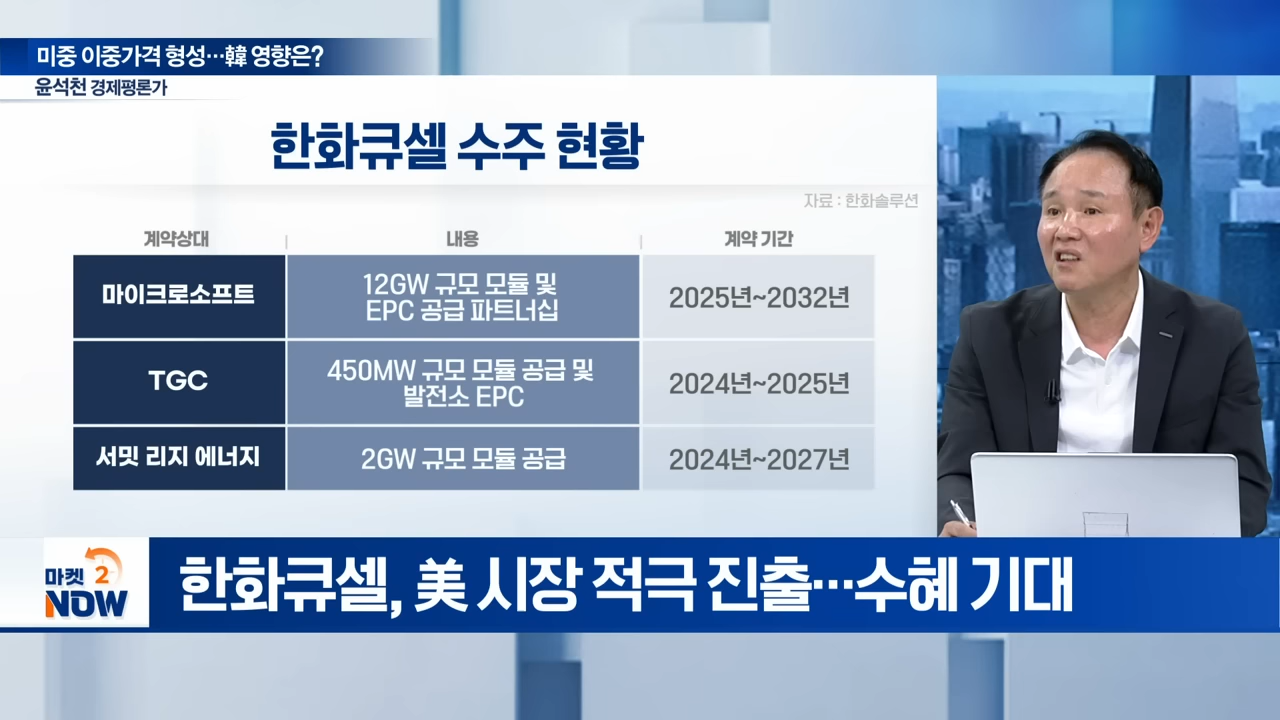 미중 이중가격 형성…韓 영향은?
윤석천 경제평론가
한화큐셀 수주 현황
자료 : 한화솔루션
계약상대 | 내용 | 계약 기간
마이크로소프트
12GW 규모 모듈 및
EPC 공급 파트너십
2025년~2032년
TGC
450MW 규모 모듈 공급 및
발전소 EPC
2024년~2025년
서밋 리지 에너지
2GW 규모 모듈 공급
2024년~2027년
마켓 2
NOW
한화큐셀, 美 시장 적극 진출…수혜 기대